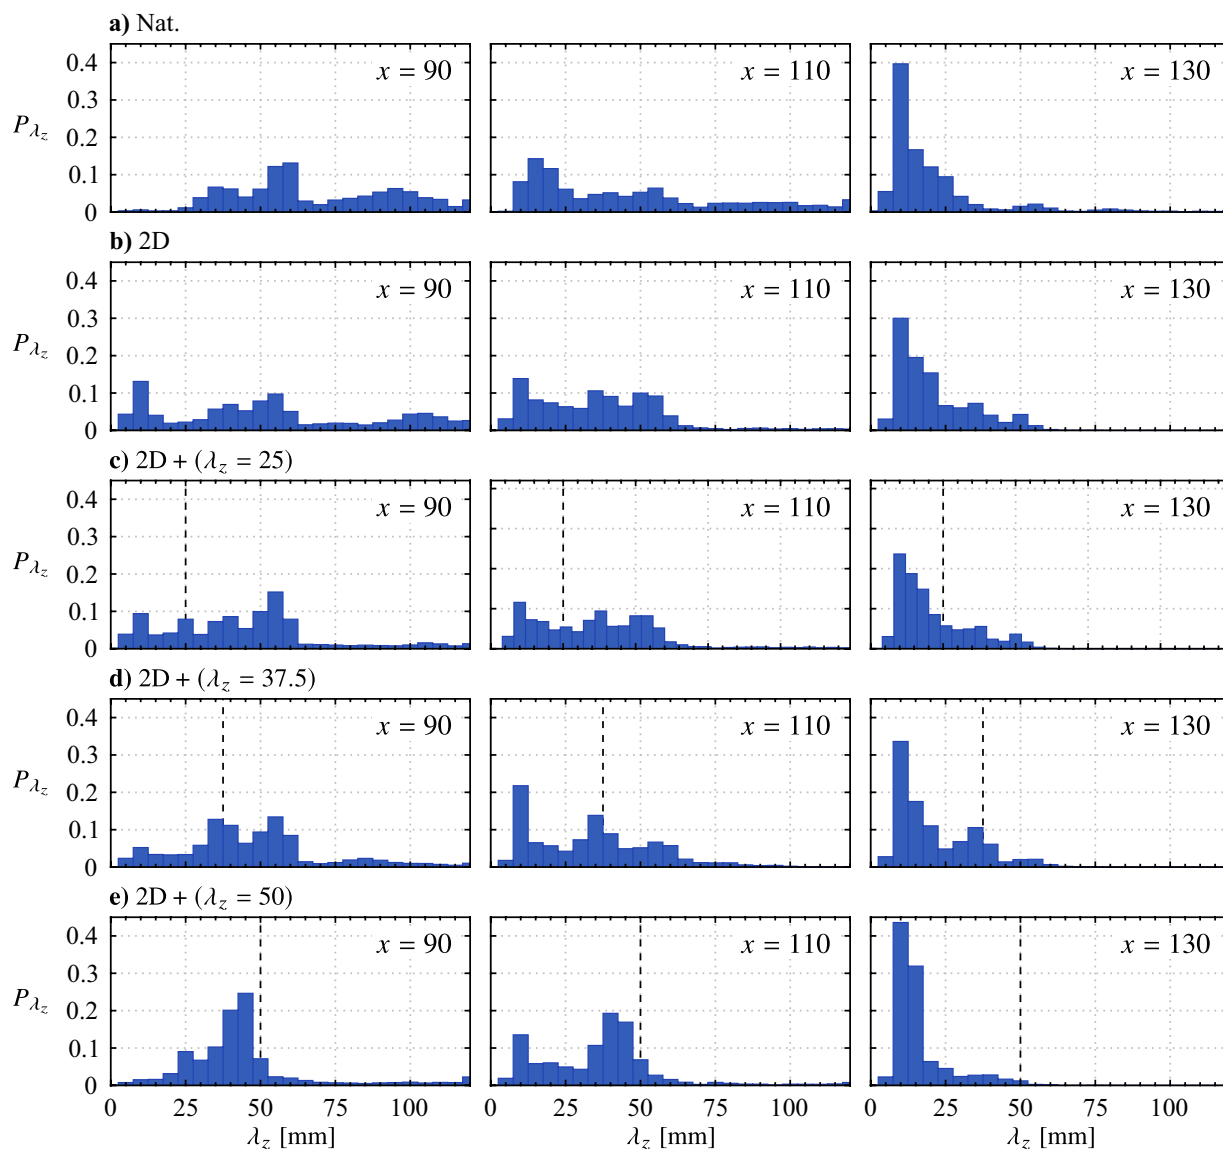 a) Nat.
x = 90
x = 110
x = 130
P_{λ_z}
0.4
0.3
0.2
0.1
0
b) 2D
x = 90
x = 110
x = 130
P_{λ_z}
0.4
0.3
0.2
0.1
0
c) 2D + (λ_z = 25)
x = 90
x = 110
x = 130
P_{λ_z}
0.4
0.3
0.2
0.1
0
d) 2D + (λ_z = 37.5)
x = 90
x = 110
x = 130
P_{λ_z}
0.4
0.3
0.2
0.1
0
e) 2D + (λ_z = 50)
x = 90
x = 110
x = 130
P_{λ_z}
0.4
0.3
0.2
0.1
0
0 25 50 75 100 0 25 50 75 100 0 25 50 75 100
λ_z [mm] λ_z [mm] λ_z [mm]